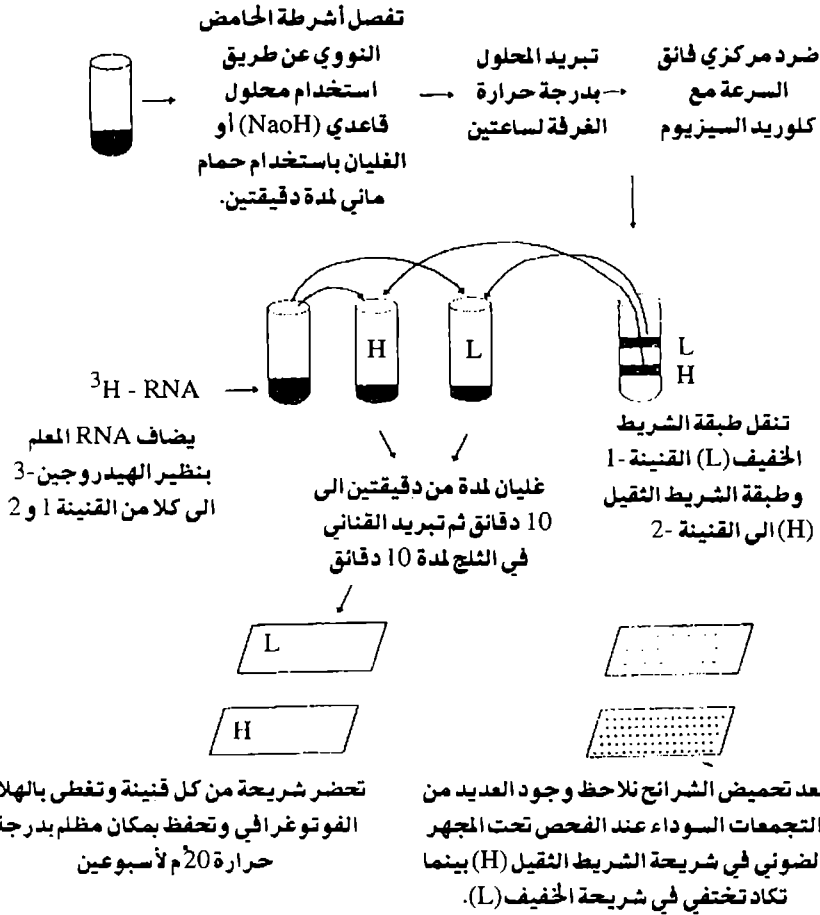 تفصل أشرطة الحامض
النووي عن طريق
استخدام محلول
قاعدي (NaoH) أو
الغليان باستخدام حمام
مائي لمدة دقيقتين.
تبريد المحلول
بدرجة حرارة
الغرفة لساعتين
ضرد مركزي فائق
السرعة مع
كلوريد السيزيوم
H
L
L
H
³H - RNA
يضاف RNA المعلم
بنظير الهيدروجين-3
الى كلا من القنينة 1 و 2
تنقل طبقة الشريط
الخفيف (L) القنينة -1
وطبقة الشريط الثقيل
(H) الى القنينة -2
غليان لمدة من دقيقتين الى
10 دقائق ثم تبريد القناني
في الثلج لمدة 10 دقائق
L
H
تحضر شريحة من كل قنينة وتغطى بالهلا
الفوتوغرافي وتحفظ بمكان مظلم بدرجة
حرارة 20م لأسبوعين
عد تحميض الشرائح نلاحظ وجود العديد من
لتجمعات السوداء عند الفحص تحت المجهر
لضوئي في شريحة الشريط الثقيل (H) بينما
تكاد تختفي في شريحة الخفيف (L).